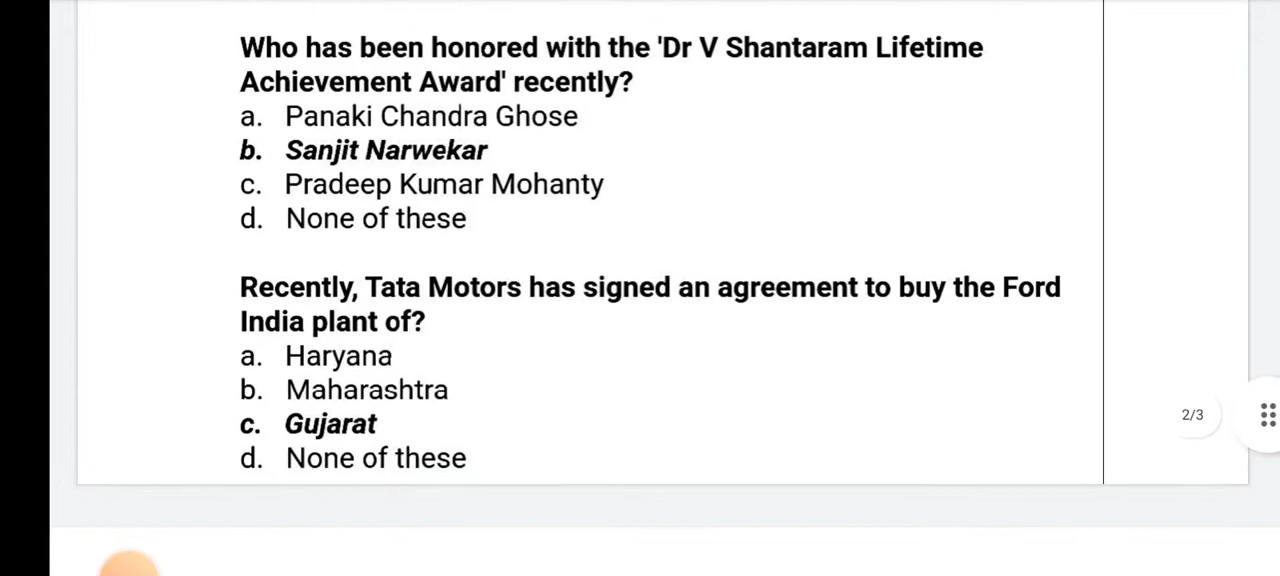 Who has been honored with the 'Dr V Shantaram Lifetime
Achievement Award' recently?
a. Panaki Chandra Ghose
b. Sanjit Narwekar
c. Pradeep Kumar Mohanty
d. None of these
Recently, Tata Motors has signed an agreement to buy the Ford
India plant of?
a. Haryana
b. Maharashtra
c. Gujarat
d. None of these
2/3